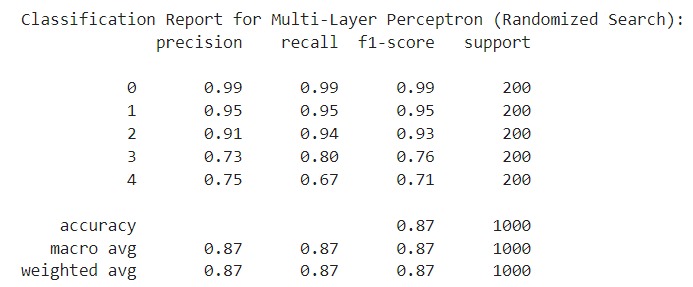 Classification Report for Multi-Layer Perceptron (Randomized Search):
precision recall f1-score support
0 0.99 0.99 0.99 200
1 0.95 0.95 0.95 200
2 0.91 0.94 0.93 200
3 0.73 0.80 0.76 200
4 0.75 0.67 0.71 200
accuracy 0.87 1000
macro avg 0.87 0.87 0.87 1000
weighted avg 0.87 0.87 0.87 1000